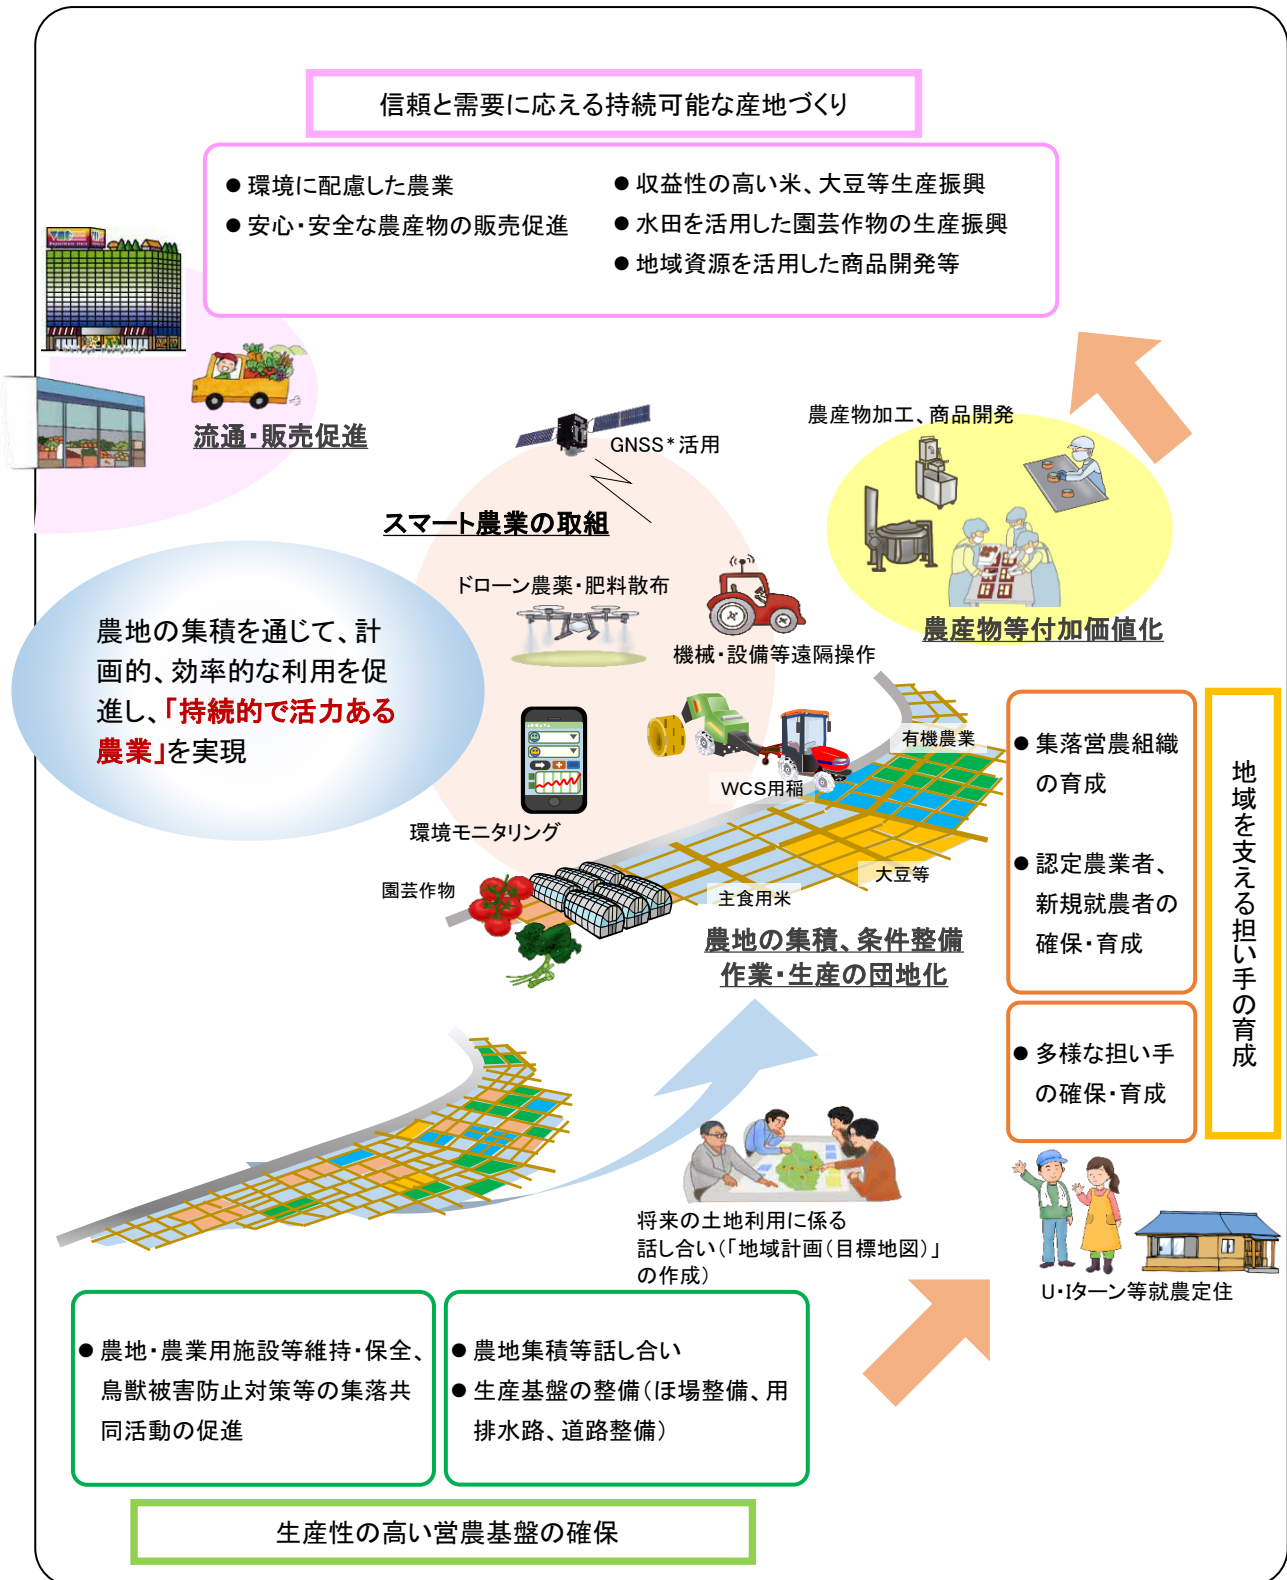 信頼と需要に応える持続可能な産地づくり
● 環境に配慮した農業
● 安心・安全な農産物の販売促進
● 収益性の高い米、大豆等生産振興
● 水田を活用した園芸作物の生産振興
● 地域資源を活用した商品開発等
流通・販売促進
GNSS*活用
農産物加工、商品開発
スマート農業の取組
ドローン農薬・肥料散布
機械・設備等遠隔操作
農産物等付加価値化
農地の集積を通じて、計
画的、効率的な利用を促
進し、「持続的で活力ある
農業」を実現
環境モニタリング
有機農業
WCS用稲
大豆等
主食用米
園芸作物
農地の集積、条件整備
作業・生産の団地化
● 集落営農組織
の育成
● 認定農業者、
新規就農者の
確保・育成
● 多様な担い手
の確保・育成
地域を支える担い手の育成
将来の土地利用に係る
話し合い(「地域計画(目標地図)」
の作成)
U・Iターン等就農定住
● 農地・農業用施設等維持・保全、
鳥獣被害防止対策等の集落共
同活動の促進
● 農地集積等話し合い
● 生産基盤の整備(ほ場整備、用
排水路、道路整備)
生産性の高い営農基盤の確保